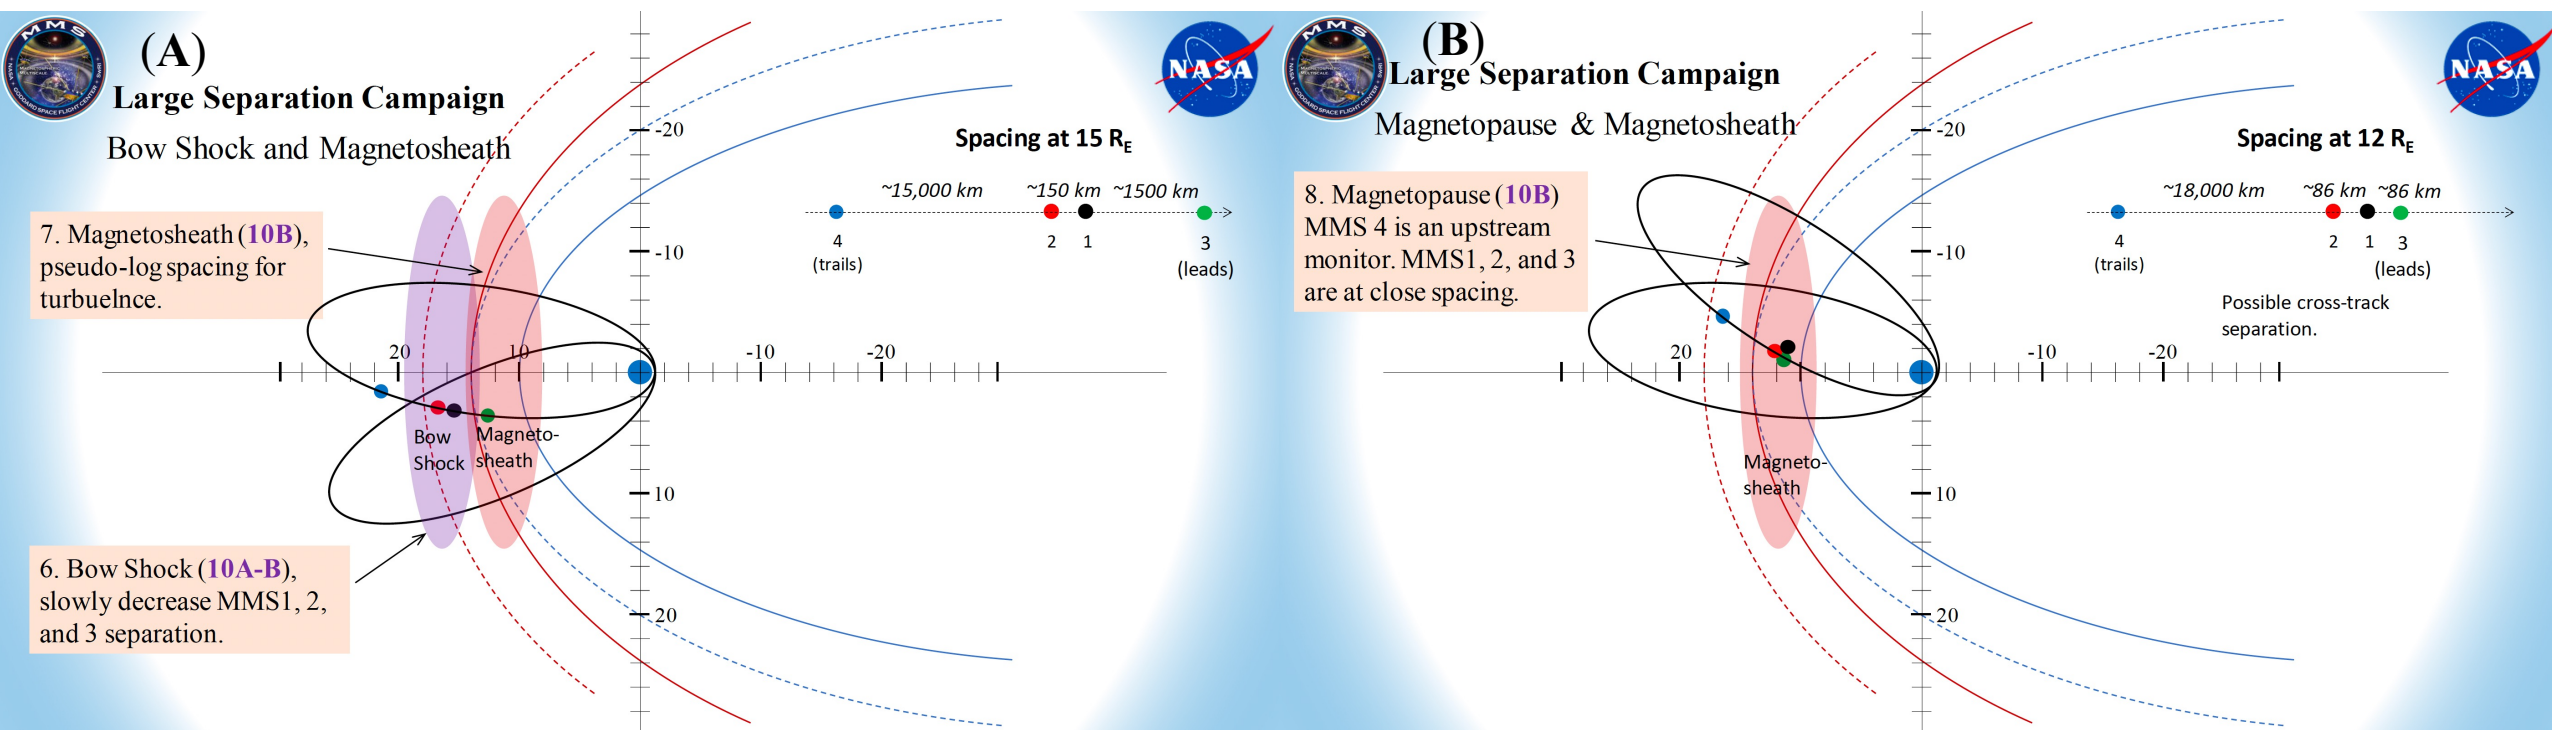 (A)
Large Separation Campaign
Bow Shock and Magnetosheath
NASA
Spacing at 15 RE
~15,000 km ~150 km ~1500 km
4 2 1 3
(trails) (leads)
7. Magnetosheath (10B),
pseudo-log spacing for
turbuelnce.
-20
-10
20 10 -10 -20
Bow
Shock
Magneto-
sheath
10
20
6. Bow Shock (10A-B),
slowly decrease MMS1, 2,
and 3 separation.
MMS
(B)
Large Separation Campaign
Magnetopause & Magnetosheath
NASA
Spacing at 12 RE
~18,000 km ~86 km ~86 km
4 2 1 3
(trails) (leads)
Possible cross-track
separation.
8. Magnetopause (10B)
MMS 4 is an upstream
monitor. MMS1, 2, and 3
are at close spacing.
-20
-10
20 -10 -20
Magneto-
sheath
10
20
MMS